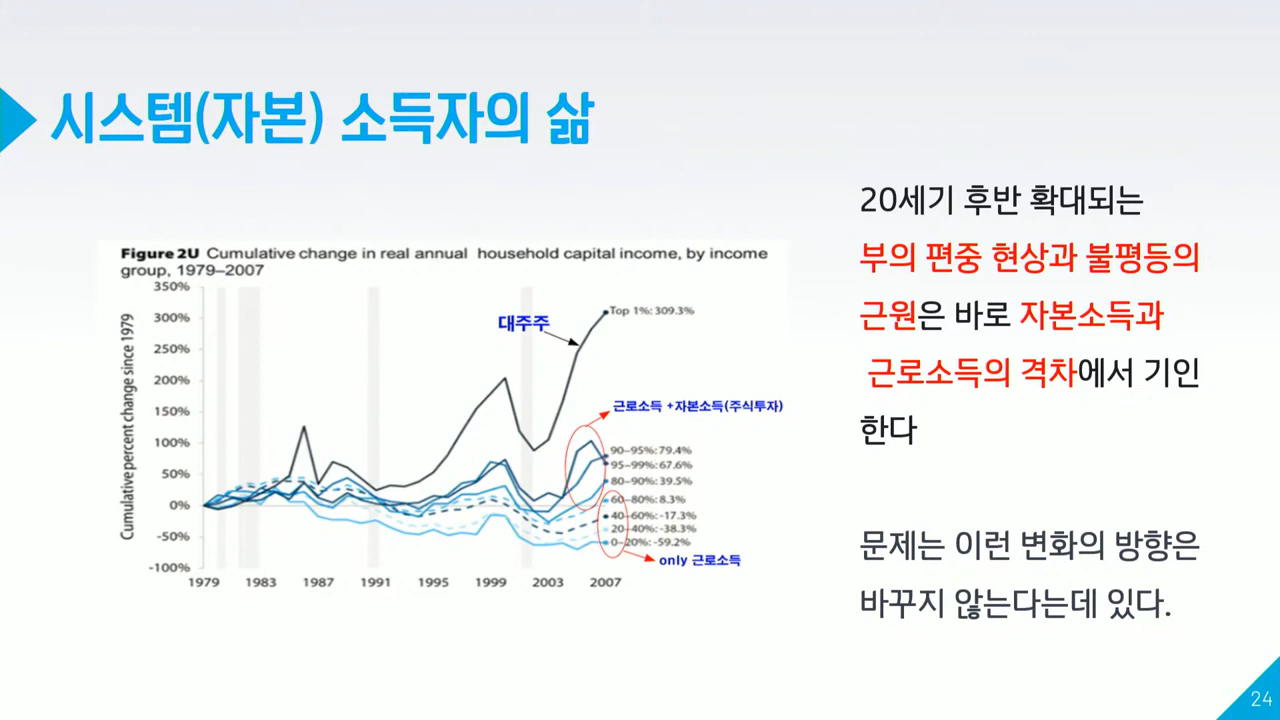 시스템(자본) 소득자의 삶
20세기 후반 확대되는
부의 편중 현상과 불평등의
근원은 바로 자본소득과
근로소득의 격차에서 기인
한다
문제는 이런 변화의 방향은
바꾸지 않는다는데 있다.
Figure 2U Cumulative change in real annual household capital income, by income
group, 1979–2007
Cumulative percent change since 1979
350%
300%
250%
200%
150%
100%
50%
0%
-50%
-100%
1979 1983 1987 1991 1995 1999 2003 2007
대주주
Top 1%: 309.3%
근로소득 +자본소득(주식투자)
90–95%: 79.4%
95–99%: 67.6%
80–90%: 39.5%
60–80%: 8.3%
40–60%: -17.3%
20–40%: -38.3%
0–20%: -59.2%
only 근로소득
24